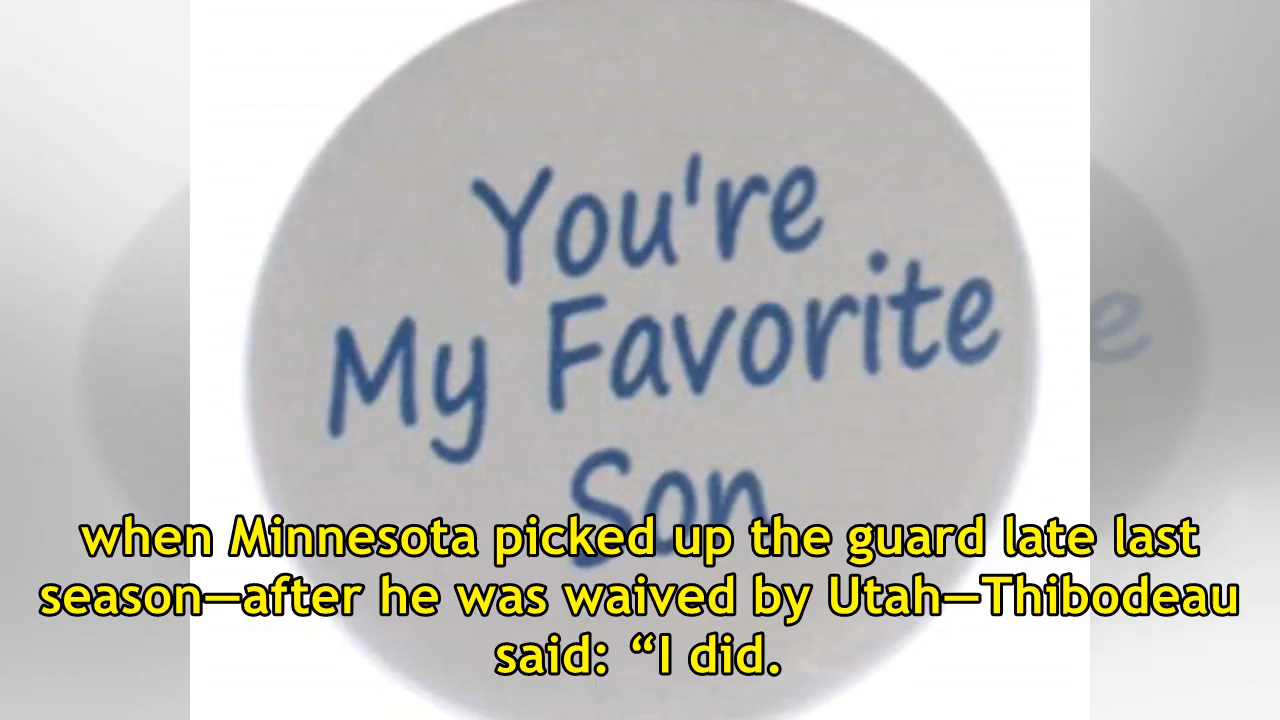 You're
My Favorite
Son
e
when Minnesota picked up the guard late last
season—after he was waived by Utah—Thibodeau
said: “I did.